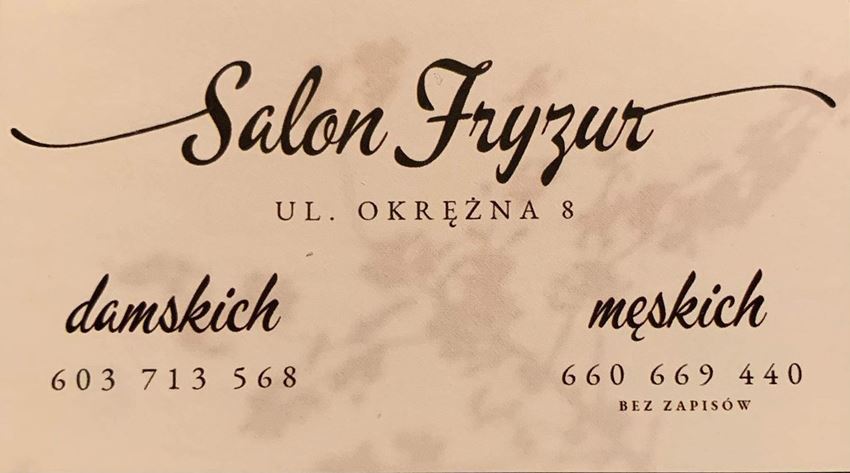 Salon Fryzur
UL. OKRĘŻNA 8
damskich
603 713 568
męskich
660 669 440
BEZ ZAPISÓW